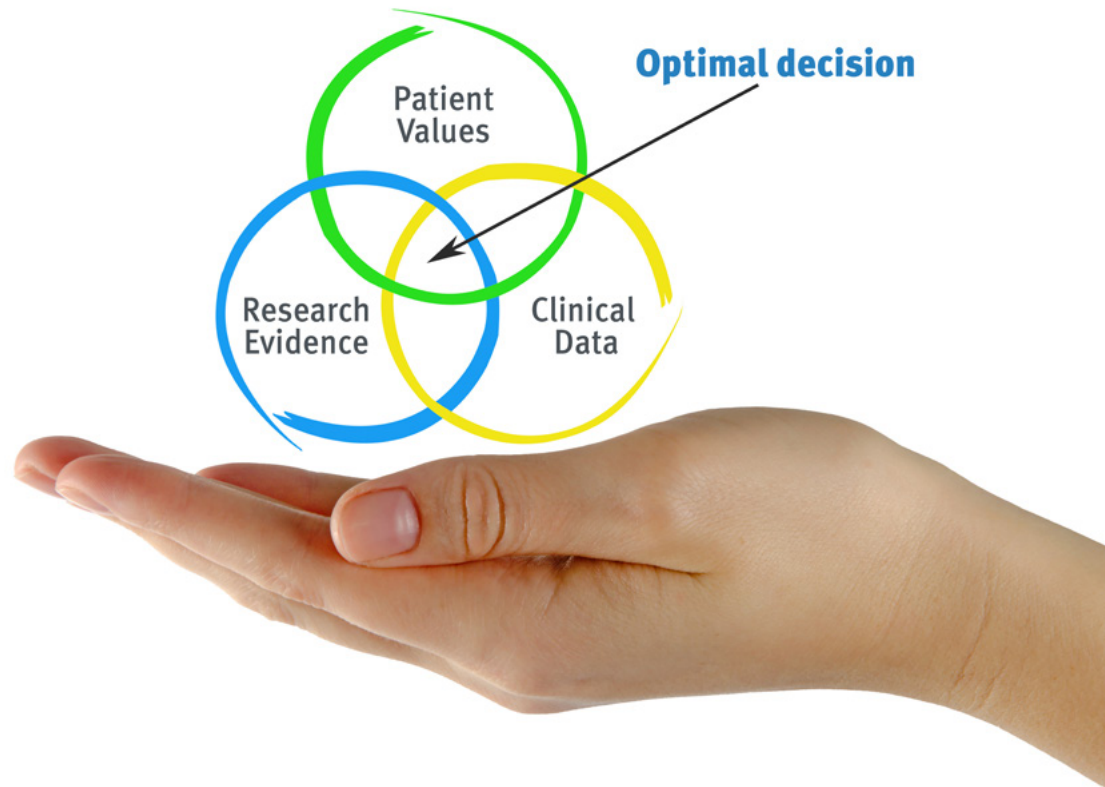 Optimal decision
Patient
Values
Research
Evidence
Clinical
Data